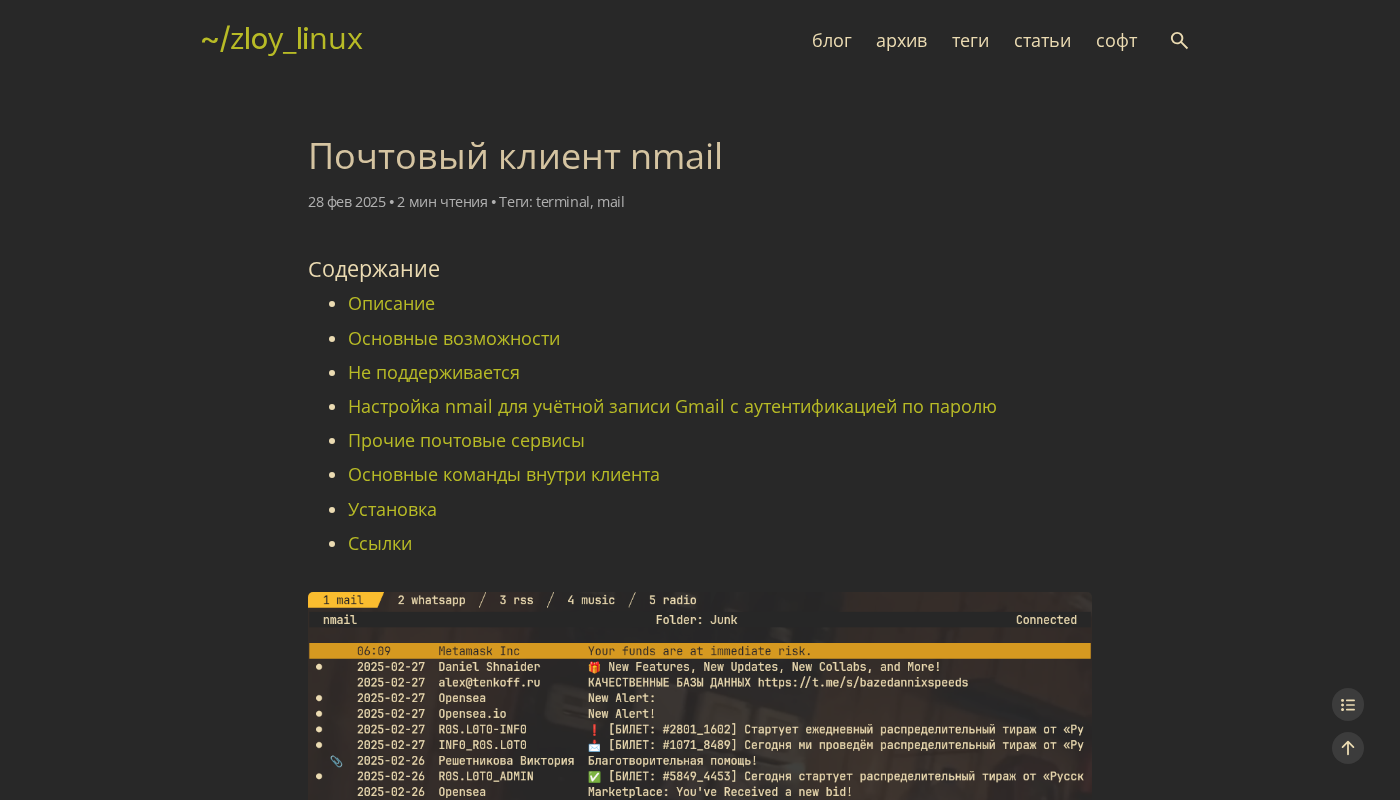 ~/zloy_linux
блог архив теги статьи софт
Почтовый клиент nmail
28 фев 2025 • 2 мин чтения • Теги: terminal, mail
Содержание
Описание
Основные возможности
Не поддерживается
Настройка nmail для учётной записи Gmail с аутентификацией по паролю
Прочие почтовые сервисы
Основные команды внутри клиента
Установка
Ссылки
1 mail 2 whatsapp / 3 rss / 4 music / 5 radio
nmail Folder: Junk Connected
06:09 Metamask Inc Your funds are at immediate risk.
2025-02-27 Daniel Shnaider 🎁 New Features, New Updates, New Collabs, and More!
2025-02-27 alex@tenkoff.ru КАЧЕСТВЕННЫЕ БАЗЫ ДАННЫХ https://t.me/s/bazedannixspeeds
2025-02-27 Opensea New Alert:
2025-02-27 Opensea.io New Alert!
2025-02-27 R0S.L0T0-INF0 ❗ [БИЛЕТ: #2801_1602] Стартует ежедневный распределительный тираж от «Ру
2025-02-27 INF0_R0S.L0T0 📩 [БИЛЕТ: #1071_8489] Сегодня ми проведём распределительный тираж от «Ру
2025-02-26 Решетникова Виктория Благотворительная помощь!
2025-02-26 R0S.L0T0_ADMIN ✅ [БИЛЕТ: #5849_4453] Сегодня стартует распределительный тираж от «Русск
2025-02-26 Opensea Marketplace: You've Received a new bid!